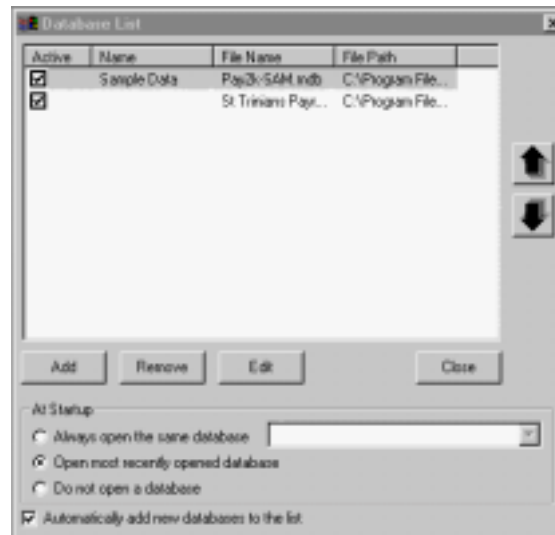 Database List
Active Name File Name File Path
Sample Data Pay2k-SAM.mdb C:\Program File...
St Trinians Payr... C:\Program File...
Add Remove Edit Close
At Startup
Always open the same database
Open most recently opened database
Do not open a database
Automatically add new databases to the list